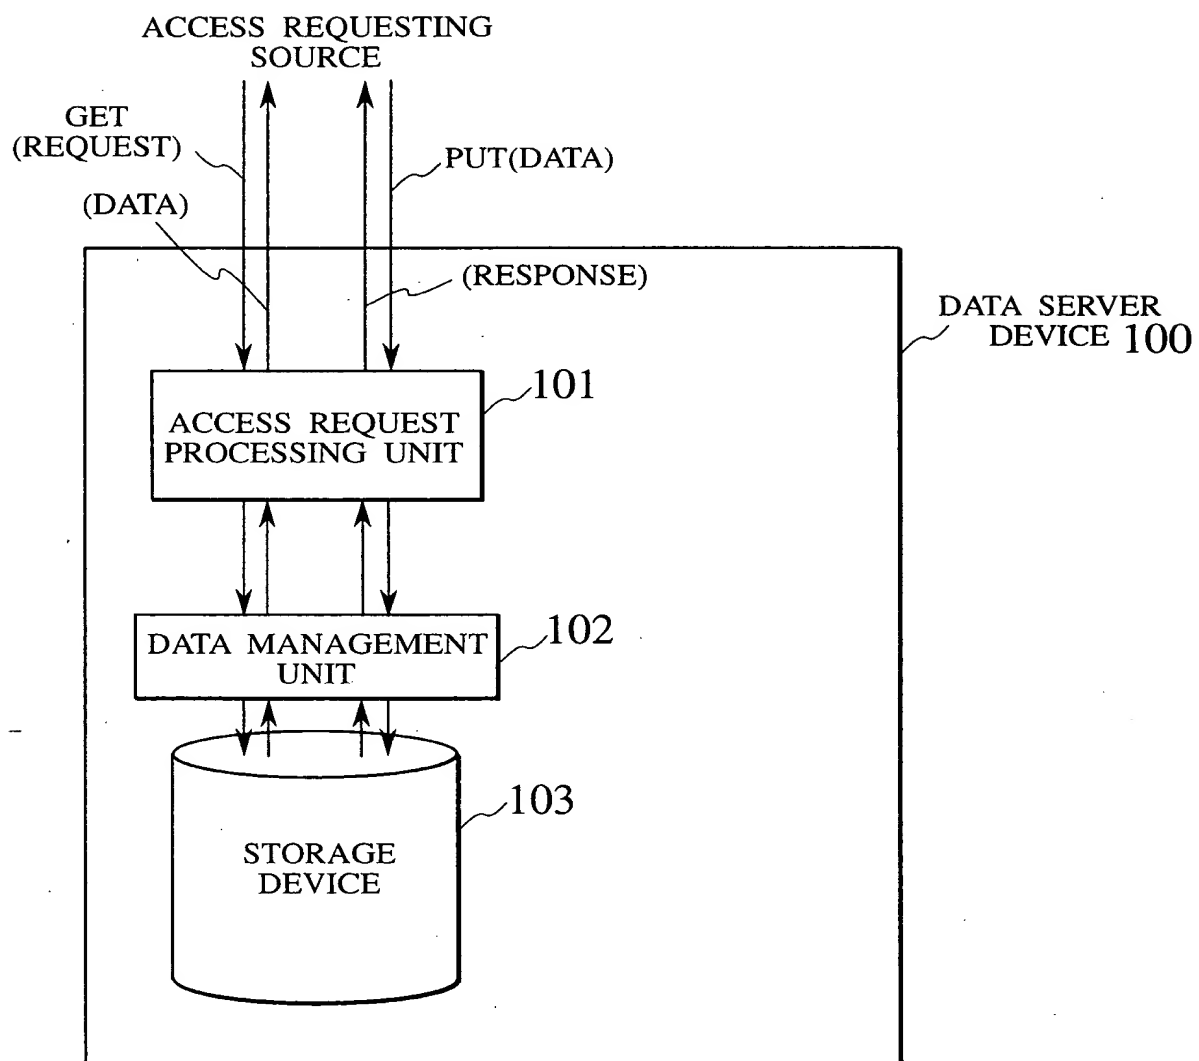 ACCESS REQUESTING
SOURCE
GET
(REQUEST)
PUT(DATA)
(DATA)
(RESPONSE)
DATA SERVER
DEVICE 100
101
ACCESS REQUEST
PROCESSING UNIT
102
DATA MANAGEMENT
UNIT
103
STORAGE
DEVICE